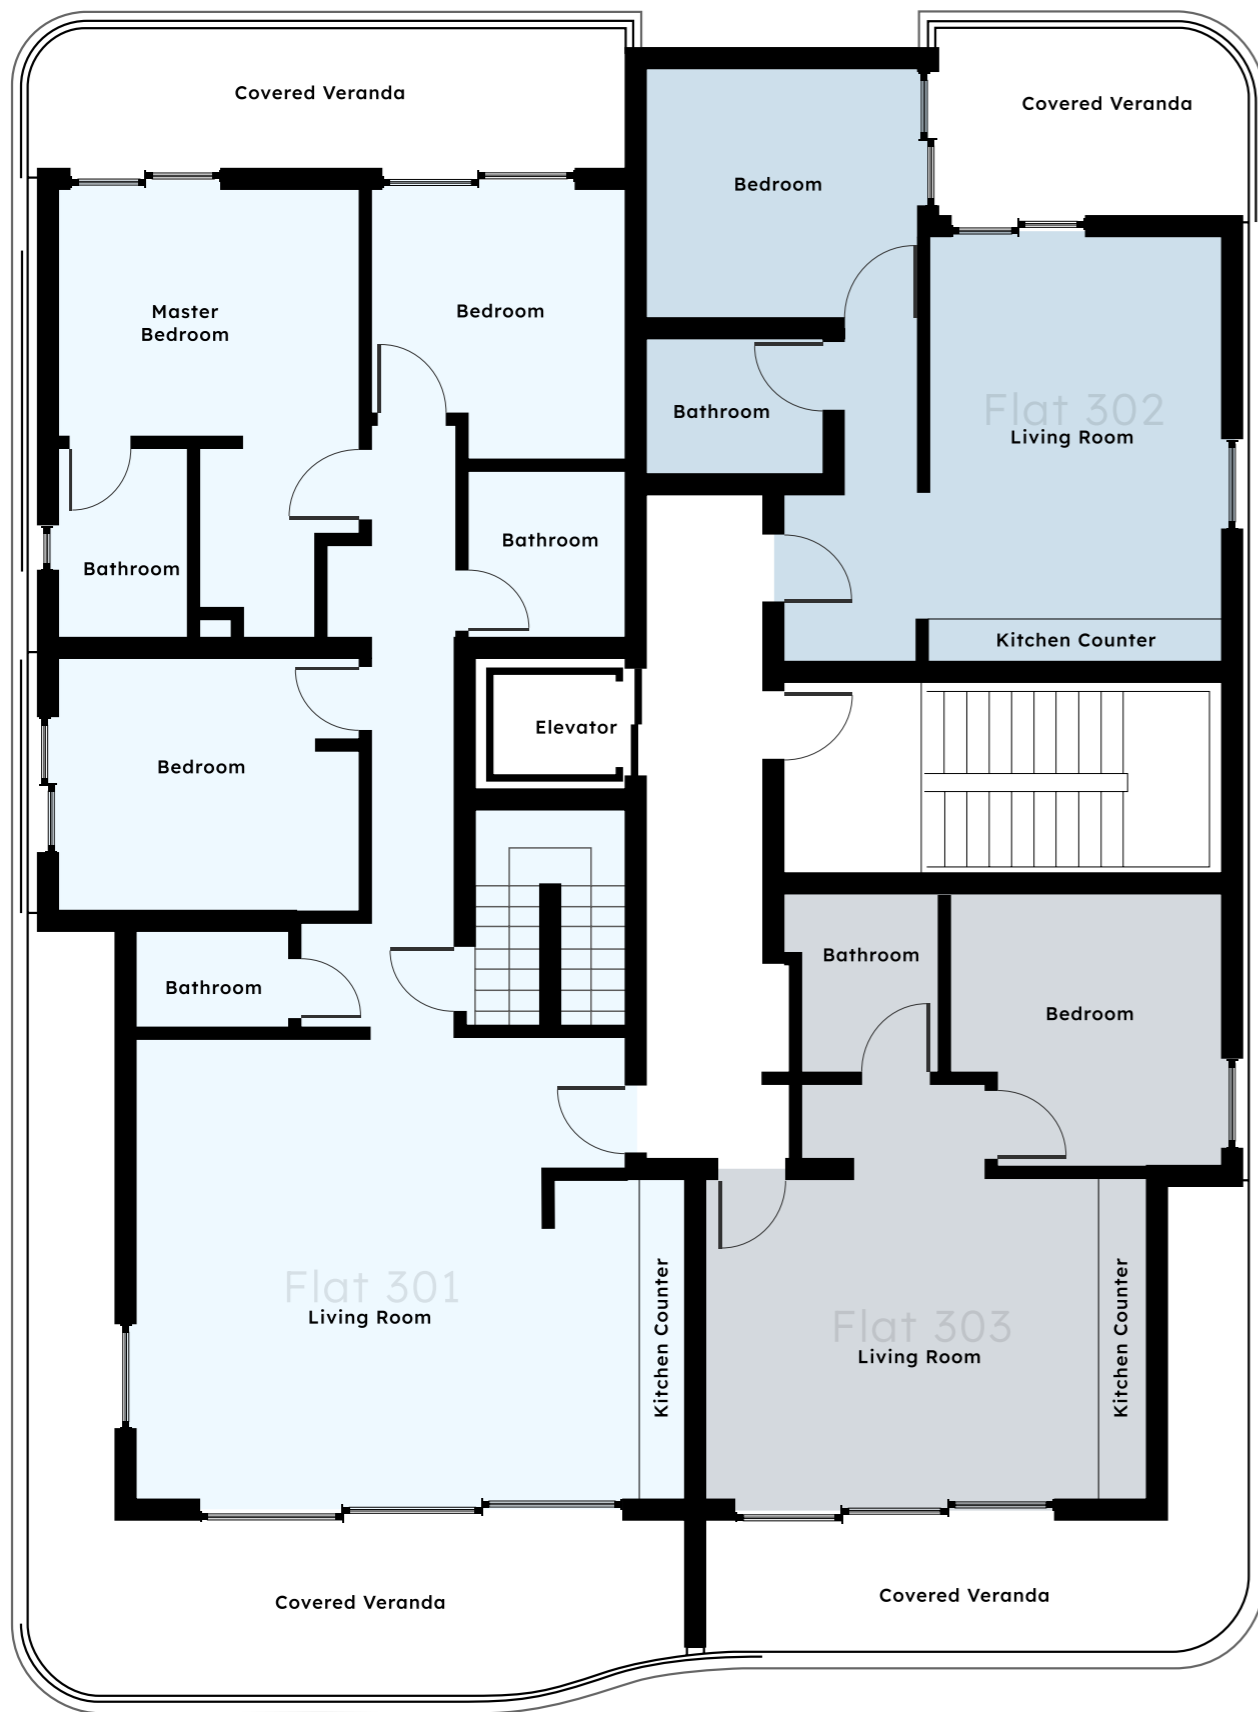 Covered Veranda
Covered Veranda
Bedroom
Master
Bedroom
Bedroom
Bathroom
Flat 302
Living Room
Bathroom
Bathroom
Kitchen Counter
Elevator
Bedroom
Bathroom
Bathroom
Bedroom
Flat 301
Living Room
Kitchen Counter
Flat 303
Living Room
Kitchen Counter
Covered Veranda
Covered Veranda